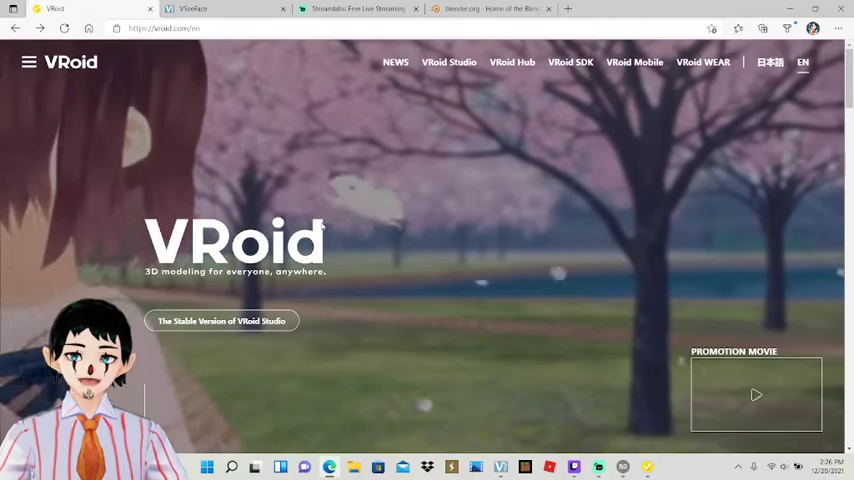 VRoid
VSeeFace
Streamlabs: Free Live Streaming
blender.org - Home of the Blend
https://vroid.com/en
VRoid
NEWS
VRoid Studio
VRoid Hub
VRoid SDK
VRoid Mobile
VRoid WEAR
日本語
EN
VRoid
3D modeling for everyone, anywhere.
The Stable Version of VRoid Studio
PROMOTION MOVIE
2:26 PM
12/28/2021